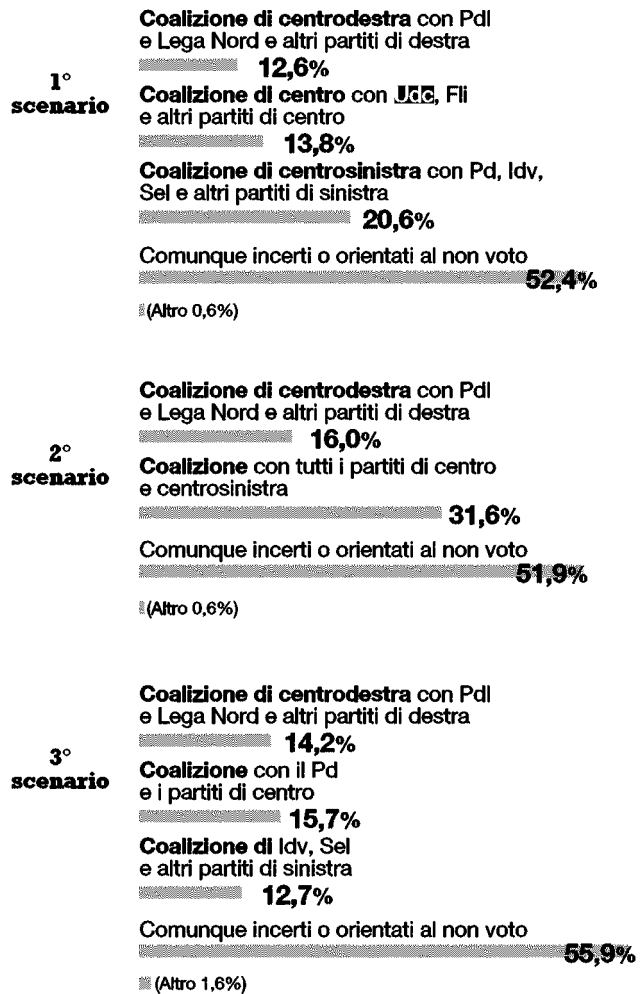 1°
scenario
Coalizione di centrodestra con Pdl
e Lega Nord e altri partiti di destra
12,6%
Coalizione di centro con Udc, Fli
e altri partiti di centro
13,8%
Coalizione di centrosinistra con Pd, Idv,
Sel e altri partiti di sinistra
20,6%
Comunque incerti o orientati al non voto
52,4%
(Altro 0,6%)
2°
scenario
Coalizione di centrodestra con Pdl
e Lega Nord e altri partiti di destra
16,0%
Coalizione con tutti i partiti di centro
e centrosinistra
31,6%
Comunque incerti o orientati al non voto
51,9%
(Altro 0,6%)
3°
scenario
Coalizione di centrodestra con Pdl
e Lega Nord e altri partiti di destra
14,2%
Coalizione con il Pd
e i partiti di centro
15,7%
Coalizione di Idv, Sel
e altri partiti di sinistra
12,7%
Comunque incerti o orientati al non voto
55,9%
(Altro 1,6%)